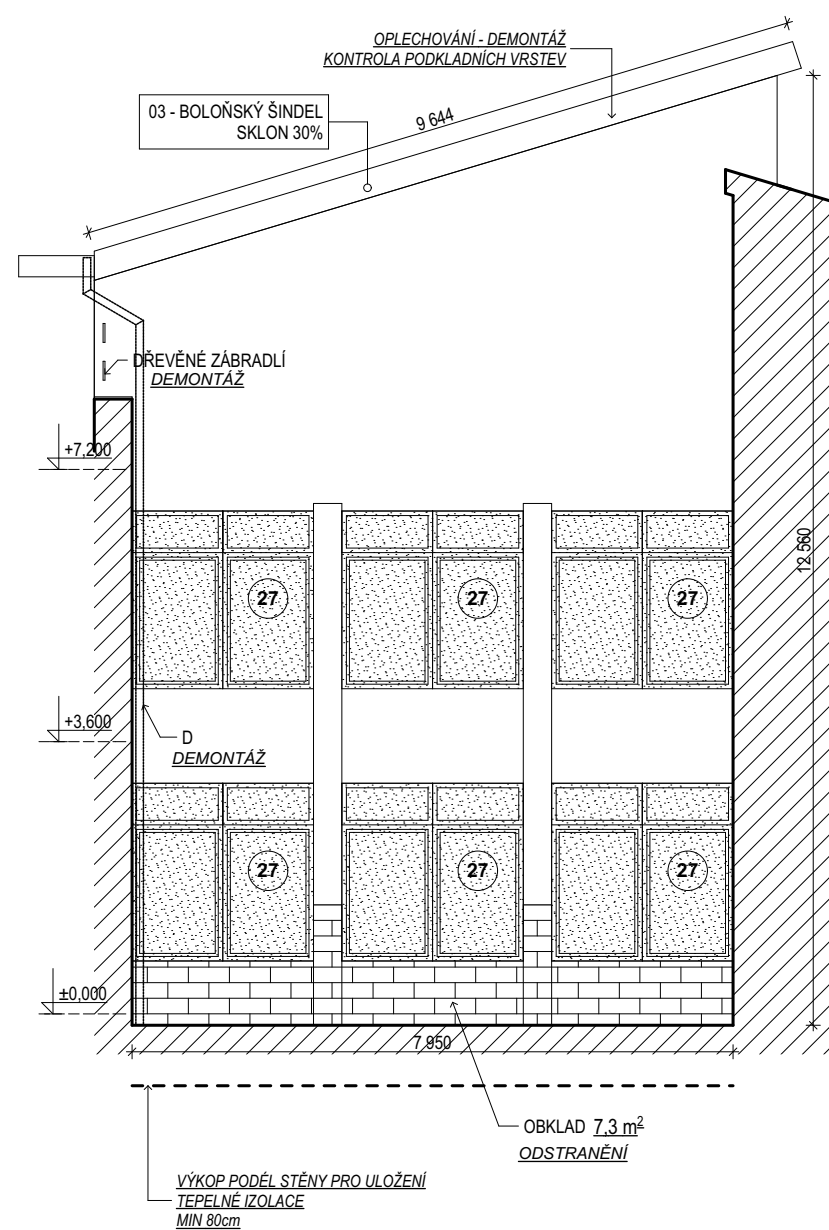 OPLECHOVÁNÍ - DEMONTÁŽ
KONTROLA PODKLADNÍCH VRSTEV
03 - BOLOŇSKÝ ŠINDEL
SKLON 30%
9 644
DŘEVĚNÉ ZÁBRADLÍ
DEMONTÁŽ
+7,200
12 560
27
27
27
+3,600
D
DEMONTÁŽ
27
27
27
±0,000
7 950
OBKLAD 7,3 m²
ODSTRANĚNÍ
VÝKOP PODÉL STĚNY PRO ULOŽENÍ
TEPELNÉ IZOLACE
MIN 80cm